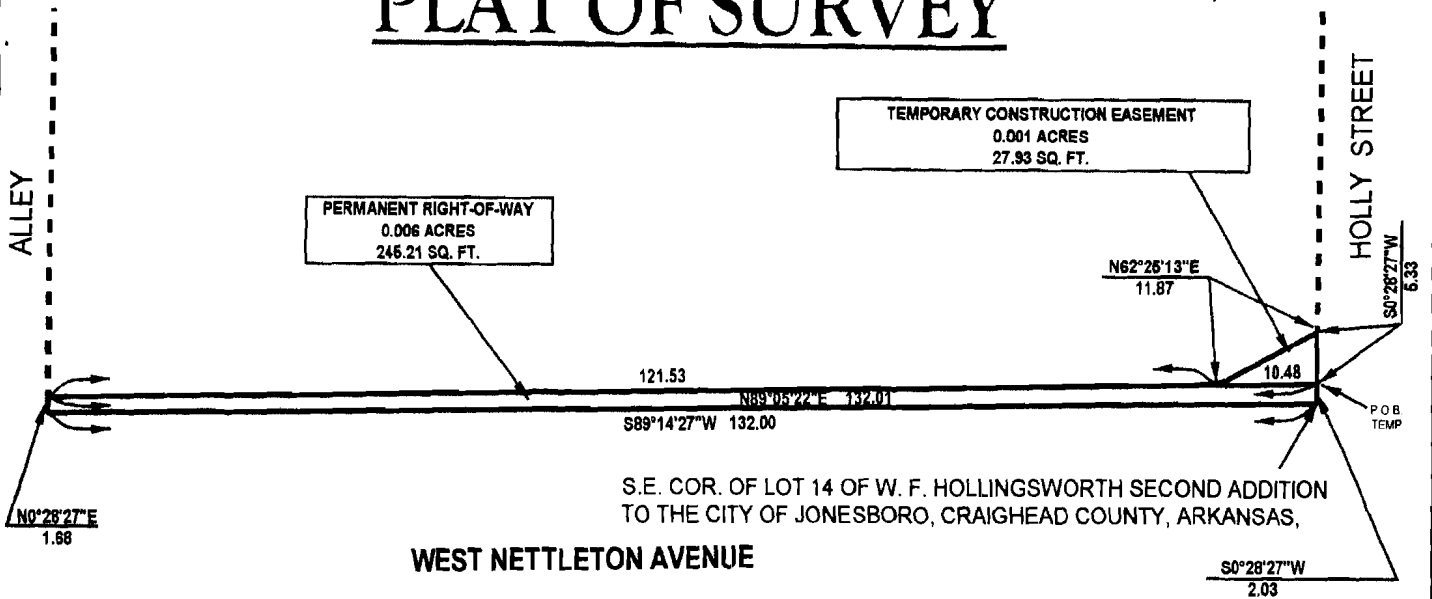 PLAT OF SURVEY
ALLEY
HOLLY STREET
TEMPORARY CONSTRUCTION EASEMENT
0.001 ACRES
27.93 SQ. FT.
PERMANENT RIGHT-OF-WAY
0.006 ACRES
245.21 SQ. FT.
N62°25'13"E
11.87
S0°28'27"W
5.33
121.53
10.48
N89°05'22"E 132.01
S89°14'27"W 132.00
P O B
TEMP
S.E. COR. OF LOT 14 OF W. F. HOLLINGSWORTH SECOND ADDITION
TO THE CITY OF JONESBORO, CRAIGHEAD COUNTY, ARKANSAS,
N0°28'27"E
1.68
WEST NETTLETON AVENUE
S0°28'27"W
2.03